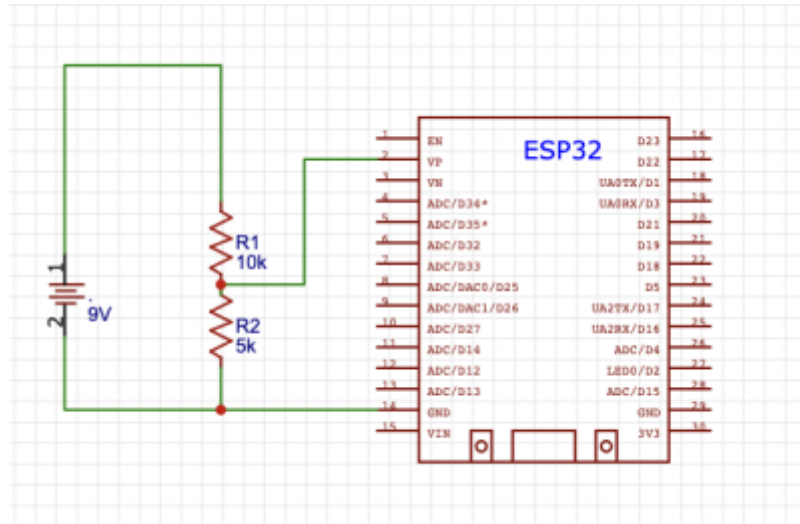 ESP32
1
EN
2
VP
3
VN
4
ADC/D34*
5
ADC/D35*
6
ADC/D32
7
ADC/D33
8
ADC/DAC0/D25
9
ADC/DAC1/D26
10
ADC/D27
11
ADC/D14
12
ADC/D12
13
ADC/D13
14
GND
15
VIN
D23
16
D22
17
UA0TX/D1
18
UA0RX/D3
19
D21
20
D19
21
D18
22
D5
23
UA2TX/D17
24
UA2RX/D16
25
ADC/D4
26
LED0/D2
27
ADC/D15
28
GND
29
3V3
30
R1
10k
R2
5k
1
2
9V